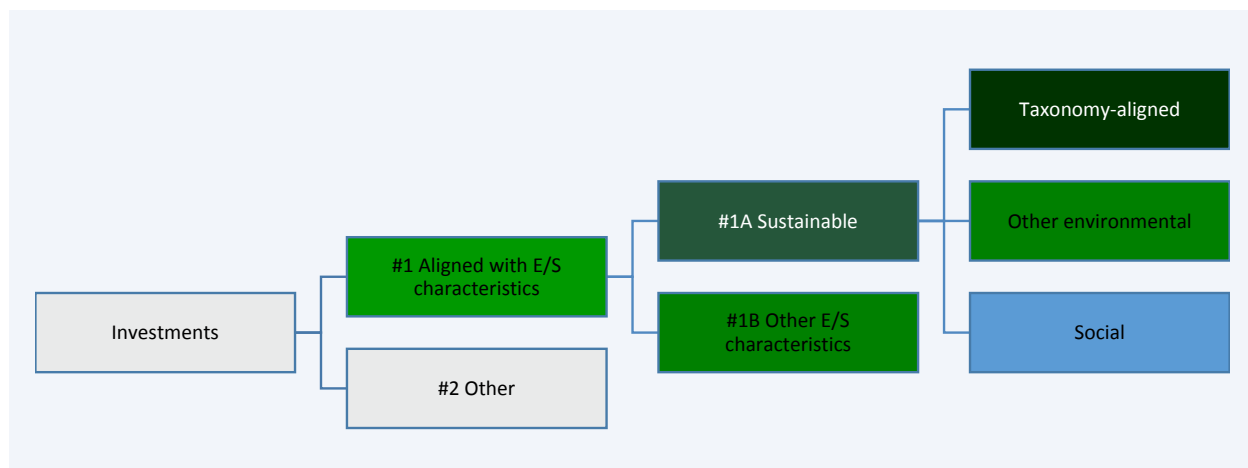 Investments
#1 Aligned with E/S
characteristics
#2 Other
#1A Sustainable
#1B Other E/S
characteristics
Taxonomy-aligned
Other environmental
Social